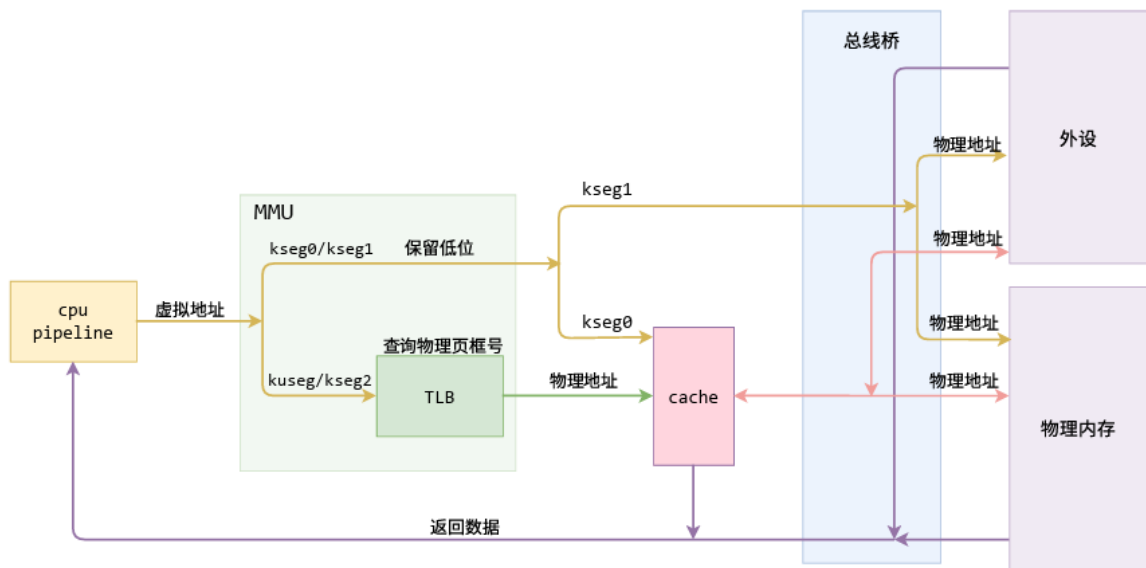 总线桥
外设
物理地址
kseg1
MMU
kseg0/kseg1
保留低位
物理地址
cpu
pipeline
虚拟地址
kseg0
物理地址
查询物理页框号
kuseg/kseg2
TLB
物理地址
cache
物理地址
物理内存
返回数据